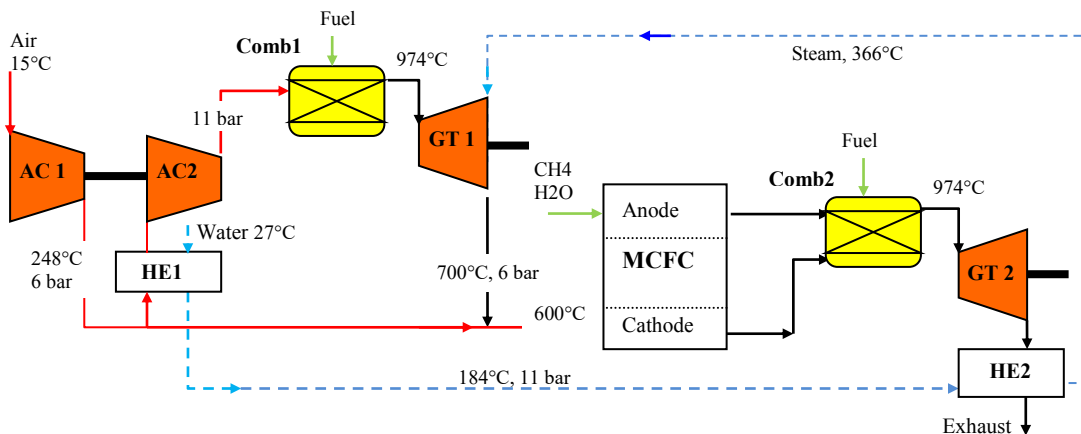 Fuel
Air
15°C
Comb1
974°C
Steam, 366°C
11 bar
GT 1
AC 1
AC2
CH4
H2O
Fuel
Comb2
974°C
Water 27°C
Anode
248°C
6 bar
HE1
700°C, 6 bar
MCFC
GT 2
600°C
Cathode
184°C, 11 bar
HE2
Exhaust